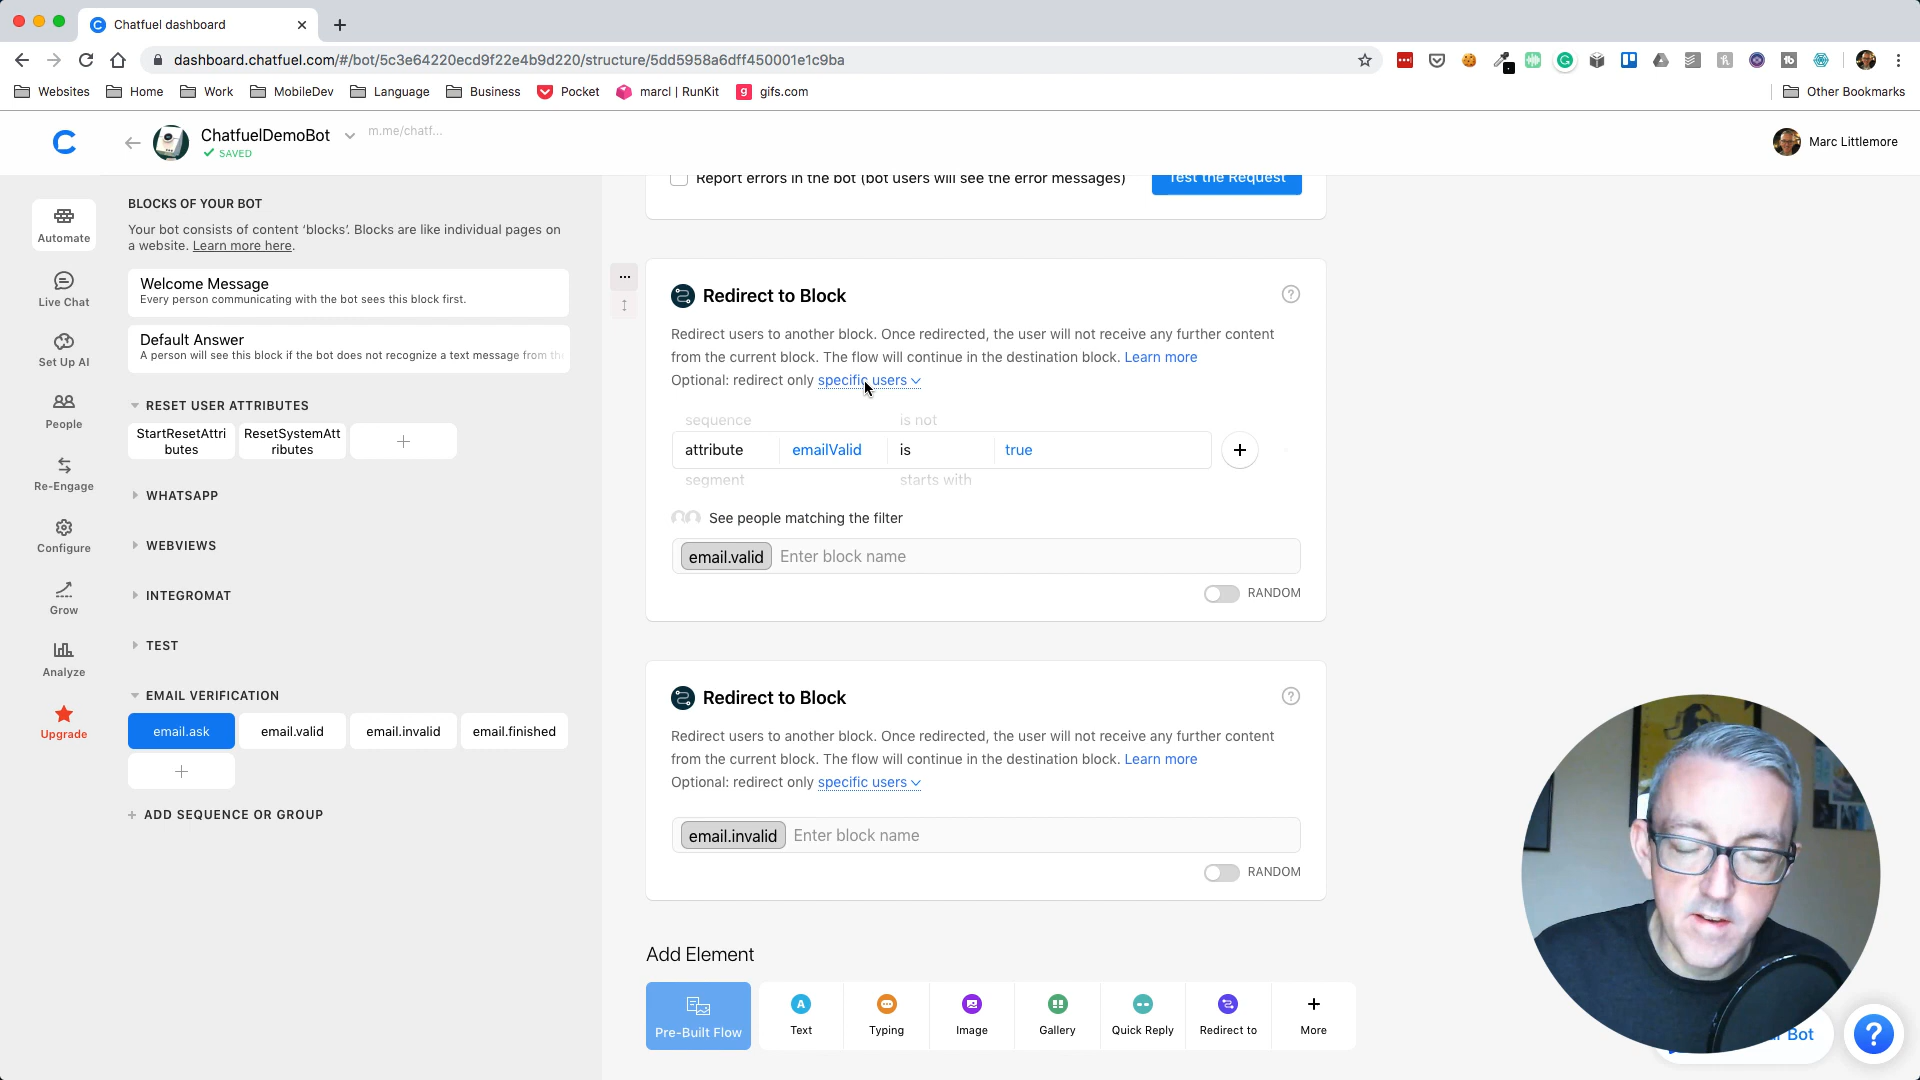 Chatfuel dashboard
dashboard.chatfuel.com/#/bot/5c3e64220ecd9f22e4b9d220/structure/5dd5958a6dff450001e1c9ba
Websites
Home
Work
MobileDev
Language
Business
Pocket
marcl | RunKit
gifs.com
Other Bookmarks
ChatfuelDemoBot
m.me/chatf...
SAVED
Marc Littlemore
Automate
Live Chat
Set Up AI
People
Re-Engage
Configure
Grow
Analyze
Upgrade
BLOCKS OF YOUR BOT
Your bot consists of content ‘blocks’. Blocks are like individual pages on
a website. Learn more here.
Welcome Message
Every person communicating with the bot sees this block first.
Default Answer
A person will see this block if the bot does not recognize a text message from the
RESET USER ATTRIBUTES
StartResetAttri
butes
ResetSystemAtt
ributes
WHATSAPP
WEBVIEWS
INTEGROMAT
TEST
EMAIL VERIFICATION
email.ask
email.valid
email.invalid
email.finished
+ ADD SEQUENCE OR GROUP
Report errors in the bot (bot users will see the error messages)
Test the Request
Redirect to Block
Redirect users to another block. Once redirected, the user will not receive any further content
from the current block. The flow will continue in the destination block. Learn more
Optional: redirect only specific users
sequence
is not
attribute
emailValid
is
true
segment
starts with
See people matching the filter
email.valid
Enter block name
RANDOM
Redirect to Block
Redirect users to another block. Once redirected, the user will not receive any further content
from the current block. The flow will continue in the destination block. Learn more
Optional: redirect only specific users
email.invalid
Enter block name
RANDOM
Add Element
Pre-Built Flow
Text
Typing
Image
Gallery
Quick Reply
Redirect to
More
Bot